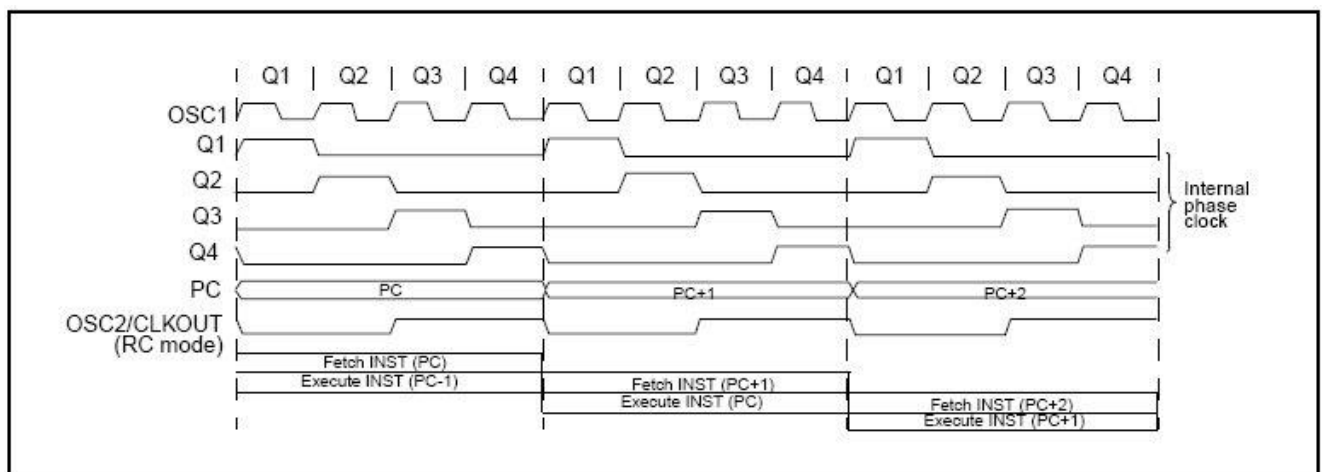 Q1 Q2 Q3 Q4 Q1 Q2 Q3 Q4 Q1 Q2 Q3 Q4
OSC1
Q1
Q2
Q3
Q4
Internal
phase
clock
PC PC PC+1 PC+2
OSC2/CLKOUT
(RC mode)
Fetch INST (PC)
Execute INST (PC-1) Fetch INST (PC+1)
Execute INST (PC) Fetch INST (PC+2)
Execute INST (PC+1)